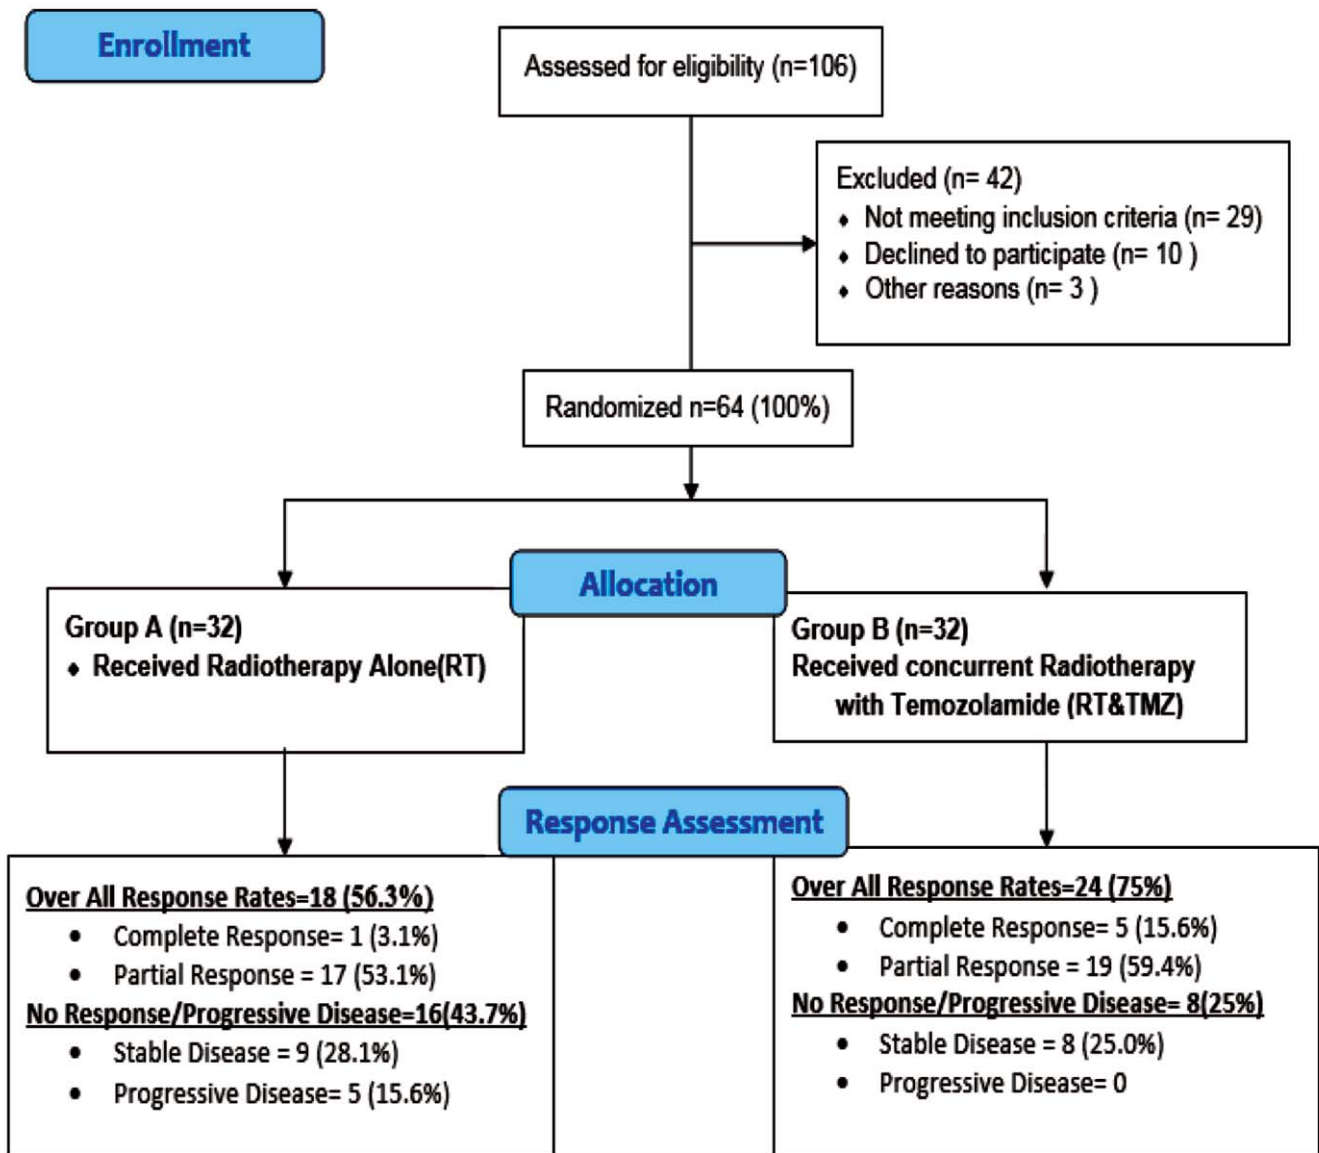 Enrollment
Assessed for eligibility (n=106)
Excluded (n= 42)
♦ Not meeting inclusion criteria (n= 29)
♦ Declined to participate (n= 10 )
♦ Other reasons (n= 3 )
Randomized n=64 (100%)
Allocation
Group A (n=32)
♦ Received Radiotherapy Alone(RT)
Group B (n=32)
Received concurrent Radiotherapy
with Temozolamide (RT&TMZ)
Response Assessment
Over All Response Rates=18 (56.3%)
• Complete Response= 1 (3.1%)
• Partial Response = 17 (53.1%)
No Response/Progressive Disease=16(43.7%)
• Stable Disease = 9 (28.1%)
• Progressive Disease= 5 (15.6%)
Over All Response Rates=24 (75%)
• Complete Response= 5 (15.6%)
• Partial Response = 19 (59.4%)
No Response/Progressive Disease= 8(25%)
• Stable Disease = 8 (25.0%)
• Progressive Disease= 0